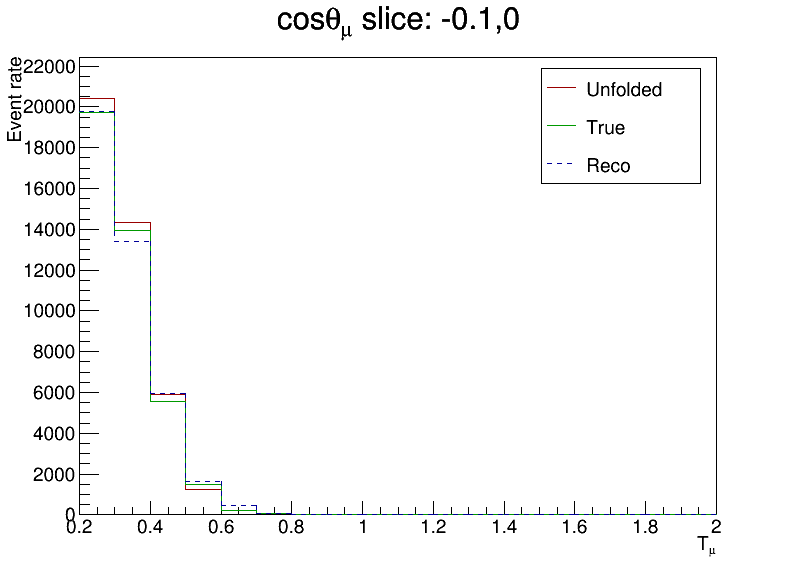 cosθμ slice: -0.1,0
Event rate
22000
20000
18000
16000
14000
12000
10000
8000
6000
4000
2000
0
0.2 0.4 0.6 0.8 1 1.2 1.4 1.6 1.8 2
Tμ
Unfolded
True
Reco